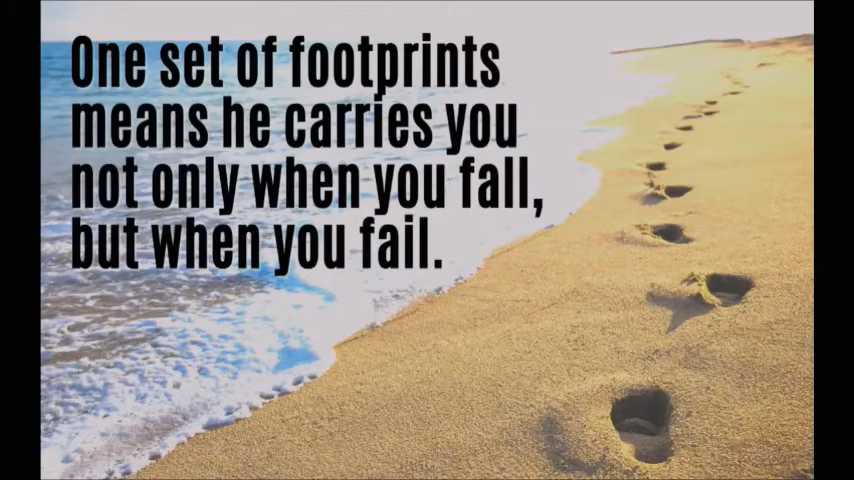 One set of footprints
means he carries you
not only when you fall,
but when you fail.